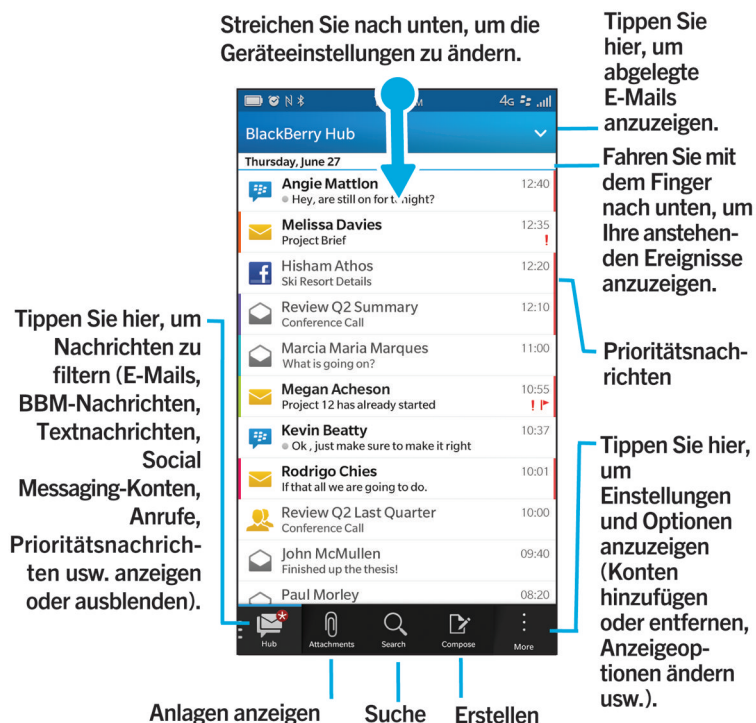 Streichen Sie nach unten, um die
Geräteeinstellungen zu ändern.
Tippen Sie
hier, um
abgelegte
E-Mails
anzuzeigen.
Fahren Sie mit
dem Finger
nach unten, um
Ihre anstehen-
den Ereignisse
anzuzeigen.
Prioritätsnach-
richten
Tippen Sie hier,
um
Einstellungen
und Optionen
anzuzeigen
(Konten
hinzufügen
oder entfernen,
Anzeigeop-
tionen ändern
usw.).
Tippen Sie hier, um
Nachrichten zu
filtern (E-Mails,
BBM-Nachrichten,
Textnachrichten,
Social
Messaging-Konten,
Anrufe,
Prioritätsnachrich-
ten usw. anzeigen
oder ausblenden).
4G
BlackBerry Hub
Thursday, June 27
Angie Mattlon 12:40
Hey, are still on for night?
Melissa Davies 12:35
Project Brief !
Hisham Athos 12:20
Ski Resort Details
Review Q2 Summary 12:10
Conference Call
Marcia Maria Marques 11:00
What is going on?
Megan Acheson 10:55
Project 12 has already started !
Kevin Beatty 10:37
Ok , just make sure to make it right
Rodrigo Chies 10:01
If that all we are going to do.
Review Q2 Last Quarter 10:00
Conference Call
John McMullen 09:40
Finished up the thesis!
Paul Morley 08:20
Hub Attachments Search Compose More
Anlagen anzeigen Suche Erstellen